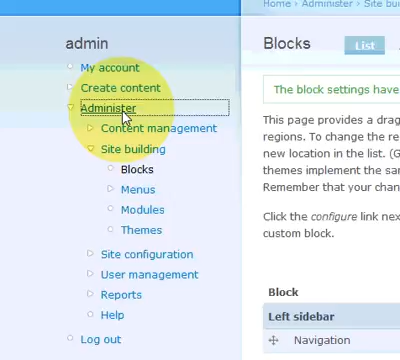 Home › Administer › Site buil
admin
My account
Create content
Administer
Content management
Site building
Blocks
Menus
Modules
Themes
Site configuration
User management
Reports
Help
Log out
Blocks
List
The block settings have
This page provides a drag
regions. To change the re
new location in the list. (G
themes implement the sam
Remember that your chan
Click the configure link nex
custom block.
Block
Left sidebar
Navigation